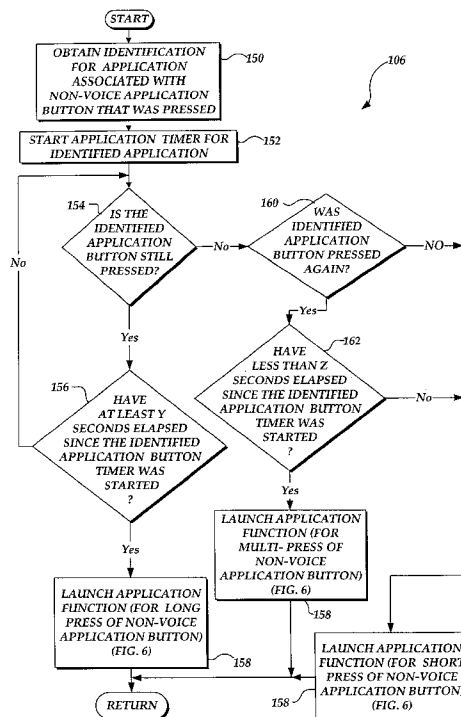 START
OBTAIN IDENTIFICATION
FOR APPLICATION
ASSOCIATED WITH
NON-VOICE APPLICATION
BUTTON THAT WAS PRESSED
150
106
START APPLICATION TIMER FOR
IDENTIFIED APPLICATION
152
154
IS THE
IDENTIFIED
APPLICATION
BUTTON STILL
PRESSED?
No
No
160
WAS
IDENTIFIED
APPLICATION
BUTTON PRESSED
AGAIN?
NO
Yes
Yes
156
HAVE
AT LEAST Y
SECONDS ELAPSED
SINCE THE IDENTIFIED
APPLICATION BUTTON
TIMER WAS
STARTED
?
162
HAVE
LESS THAN Z
SECONDS ELAPSED
SINCE THE IDENTIFIED
APPLICATION BUTTON
TIMER WAS
STARTED
?
No
Yes
Yes
LAUNCH APPLICATION
FUNCTION (FOR
MULTI- PRESS OF
NON-VOICE
APPLICATION BUTTON)
(FIG. 6)
158
LAUNCH APPLICATION
FUNCTION (FOR LONG
PRESS OF NON-VOICE
APPLICATION BUTTON)
(FIG. 6)
158
LAUNCH APPLICATION
FUNCTION (FOR SHORT
PRESS OF NON-VOICE
APPLICATION BUTTON)
(FIG. 6)
158
RETURN